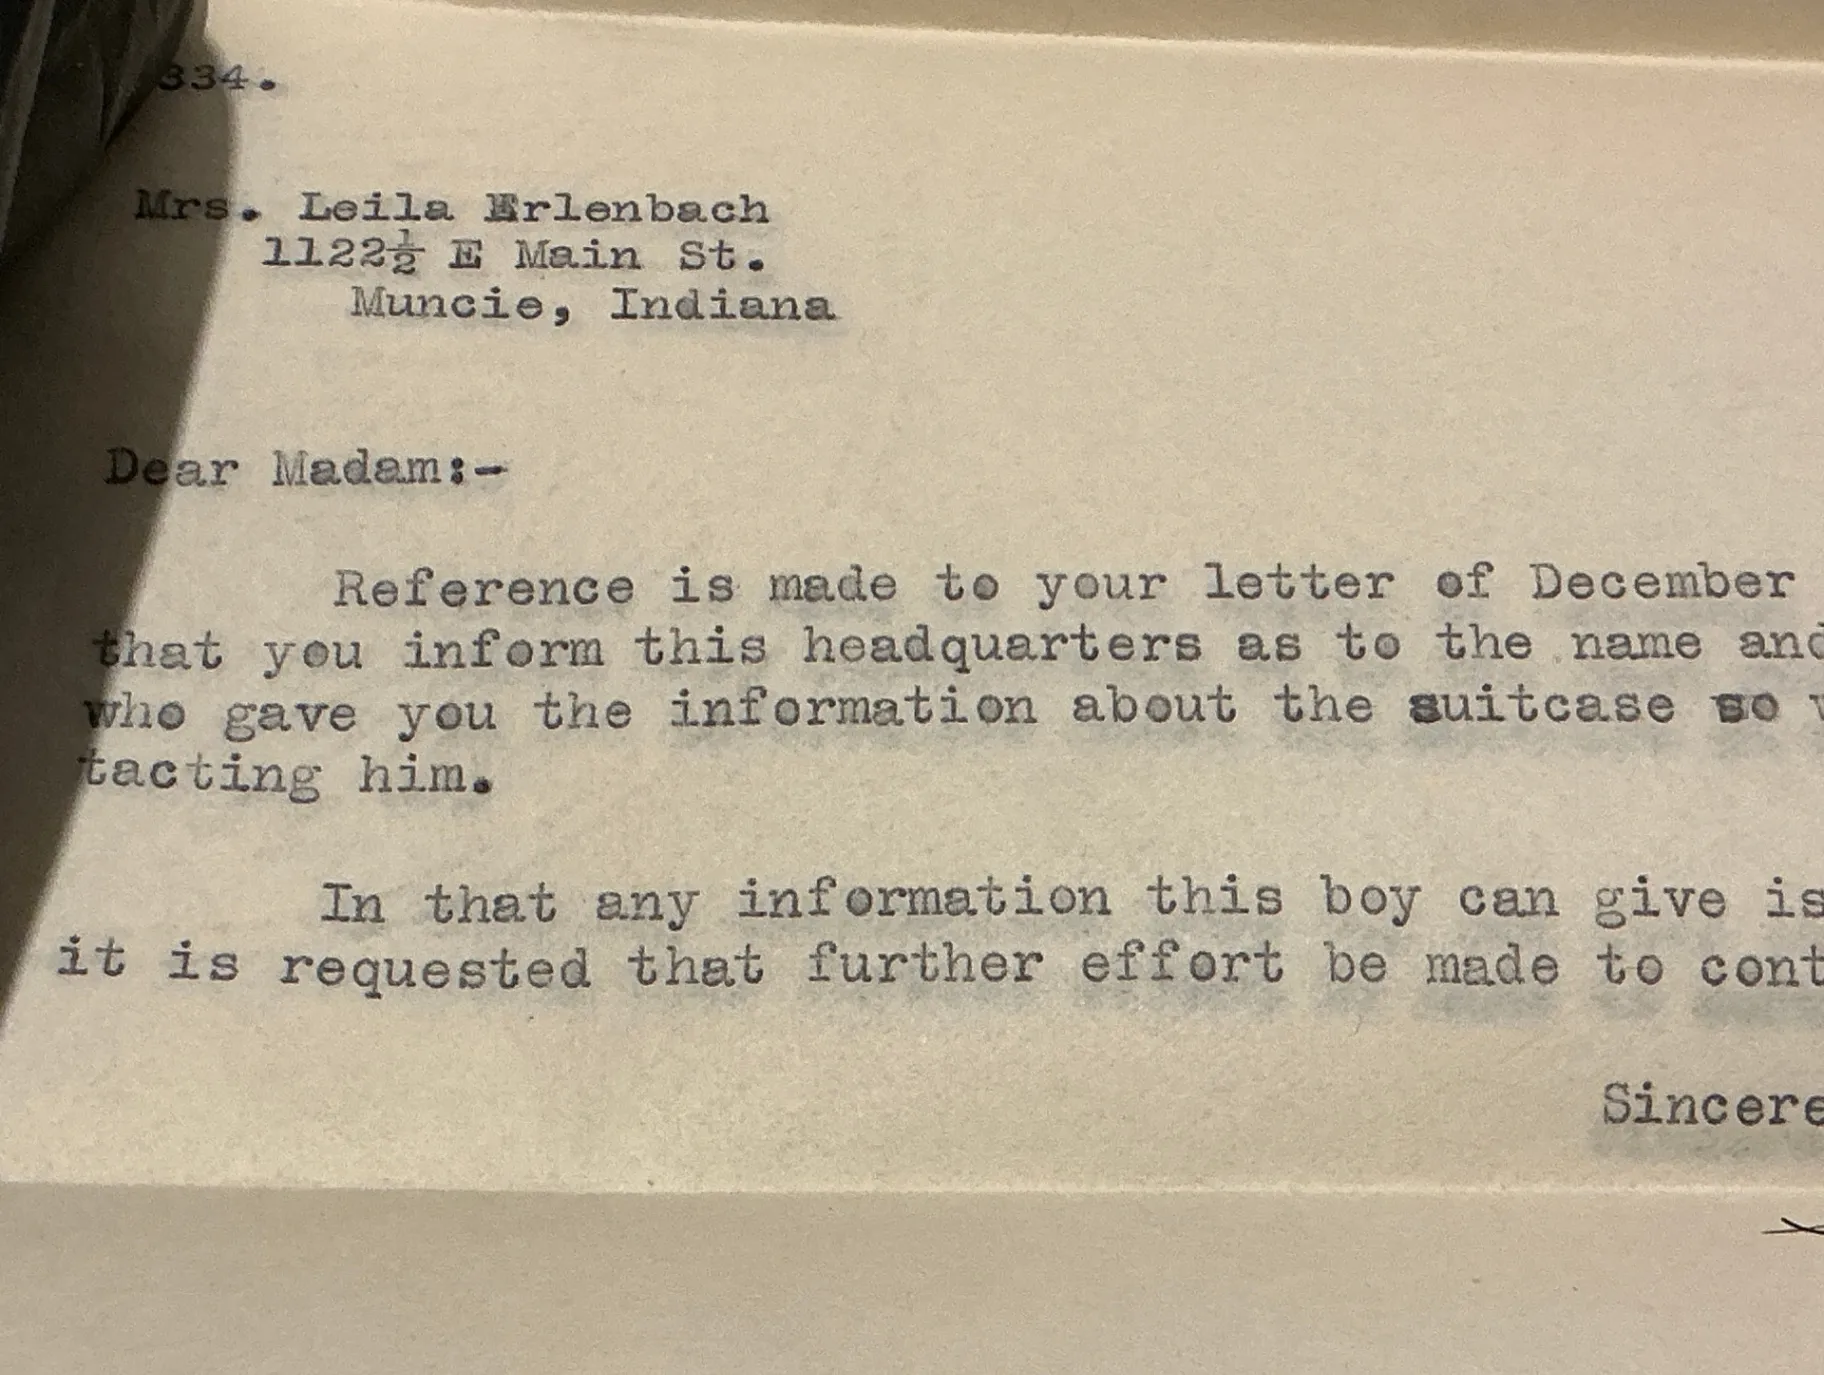 334.
Mrs. Leila Erlenbach
1122½ E Main St.
Muncie, Indiana
Dear Madam:-
Reference is made to your letter of December
that you inform this headquarters as to the name and
who gave you the information about the suitcase so
tacting him.
In that any information this boy can give is
it is requested that further effort be made to cont
Sincere